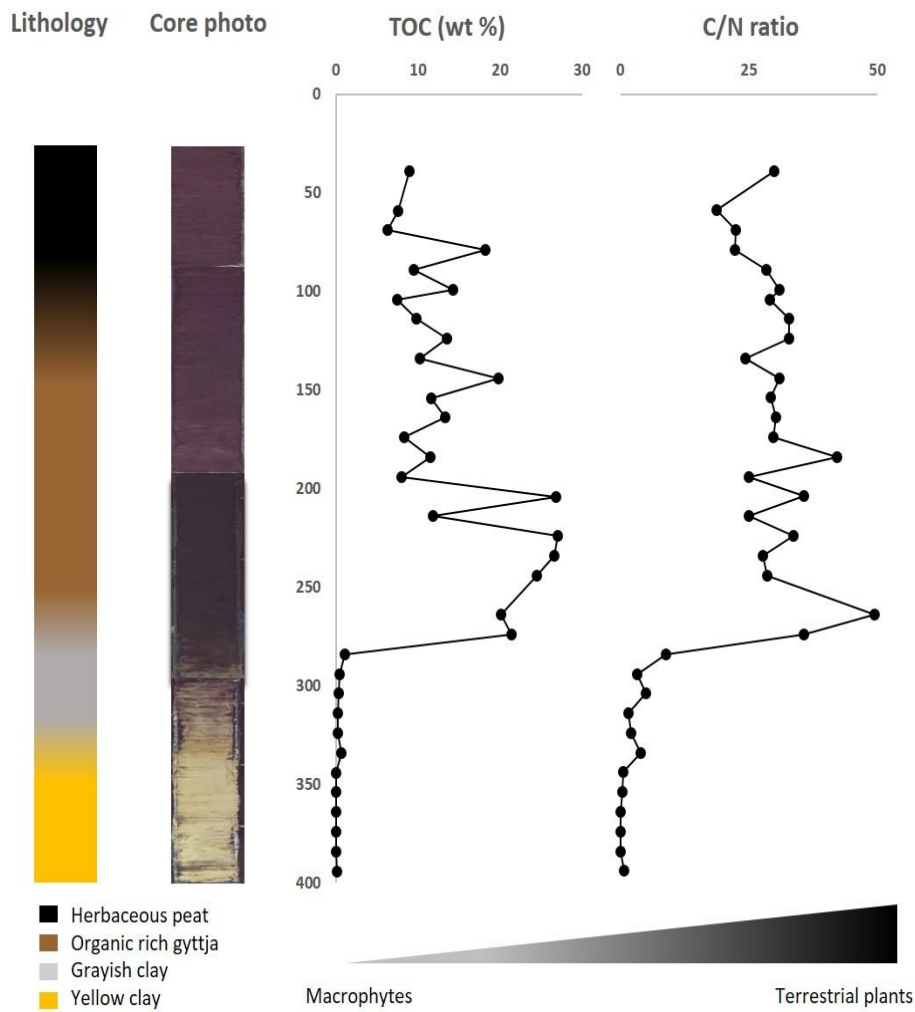 Lithology
Core photo
TOC (wt %)
C/N ratio
0 10 20 30
0 25 50
0
50
100
150
200
250
300
350
400
Herbaceous peat
Organic rich gyttja
Grayish clay
Yellow clay
Macrophytes
Terrestrial plants